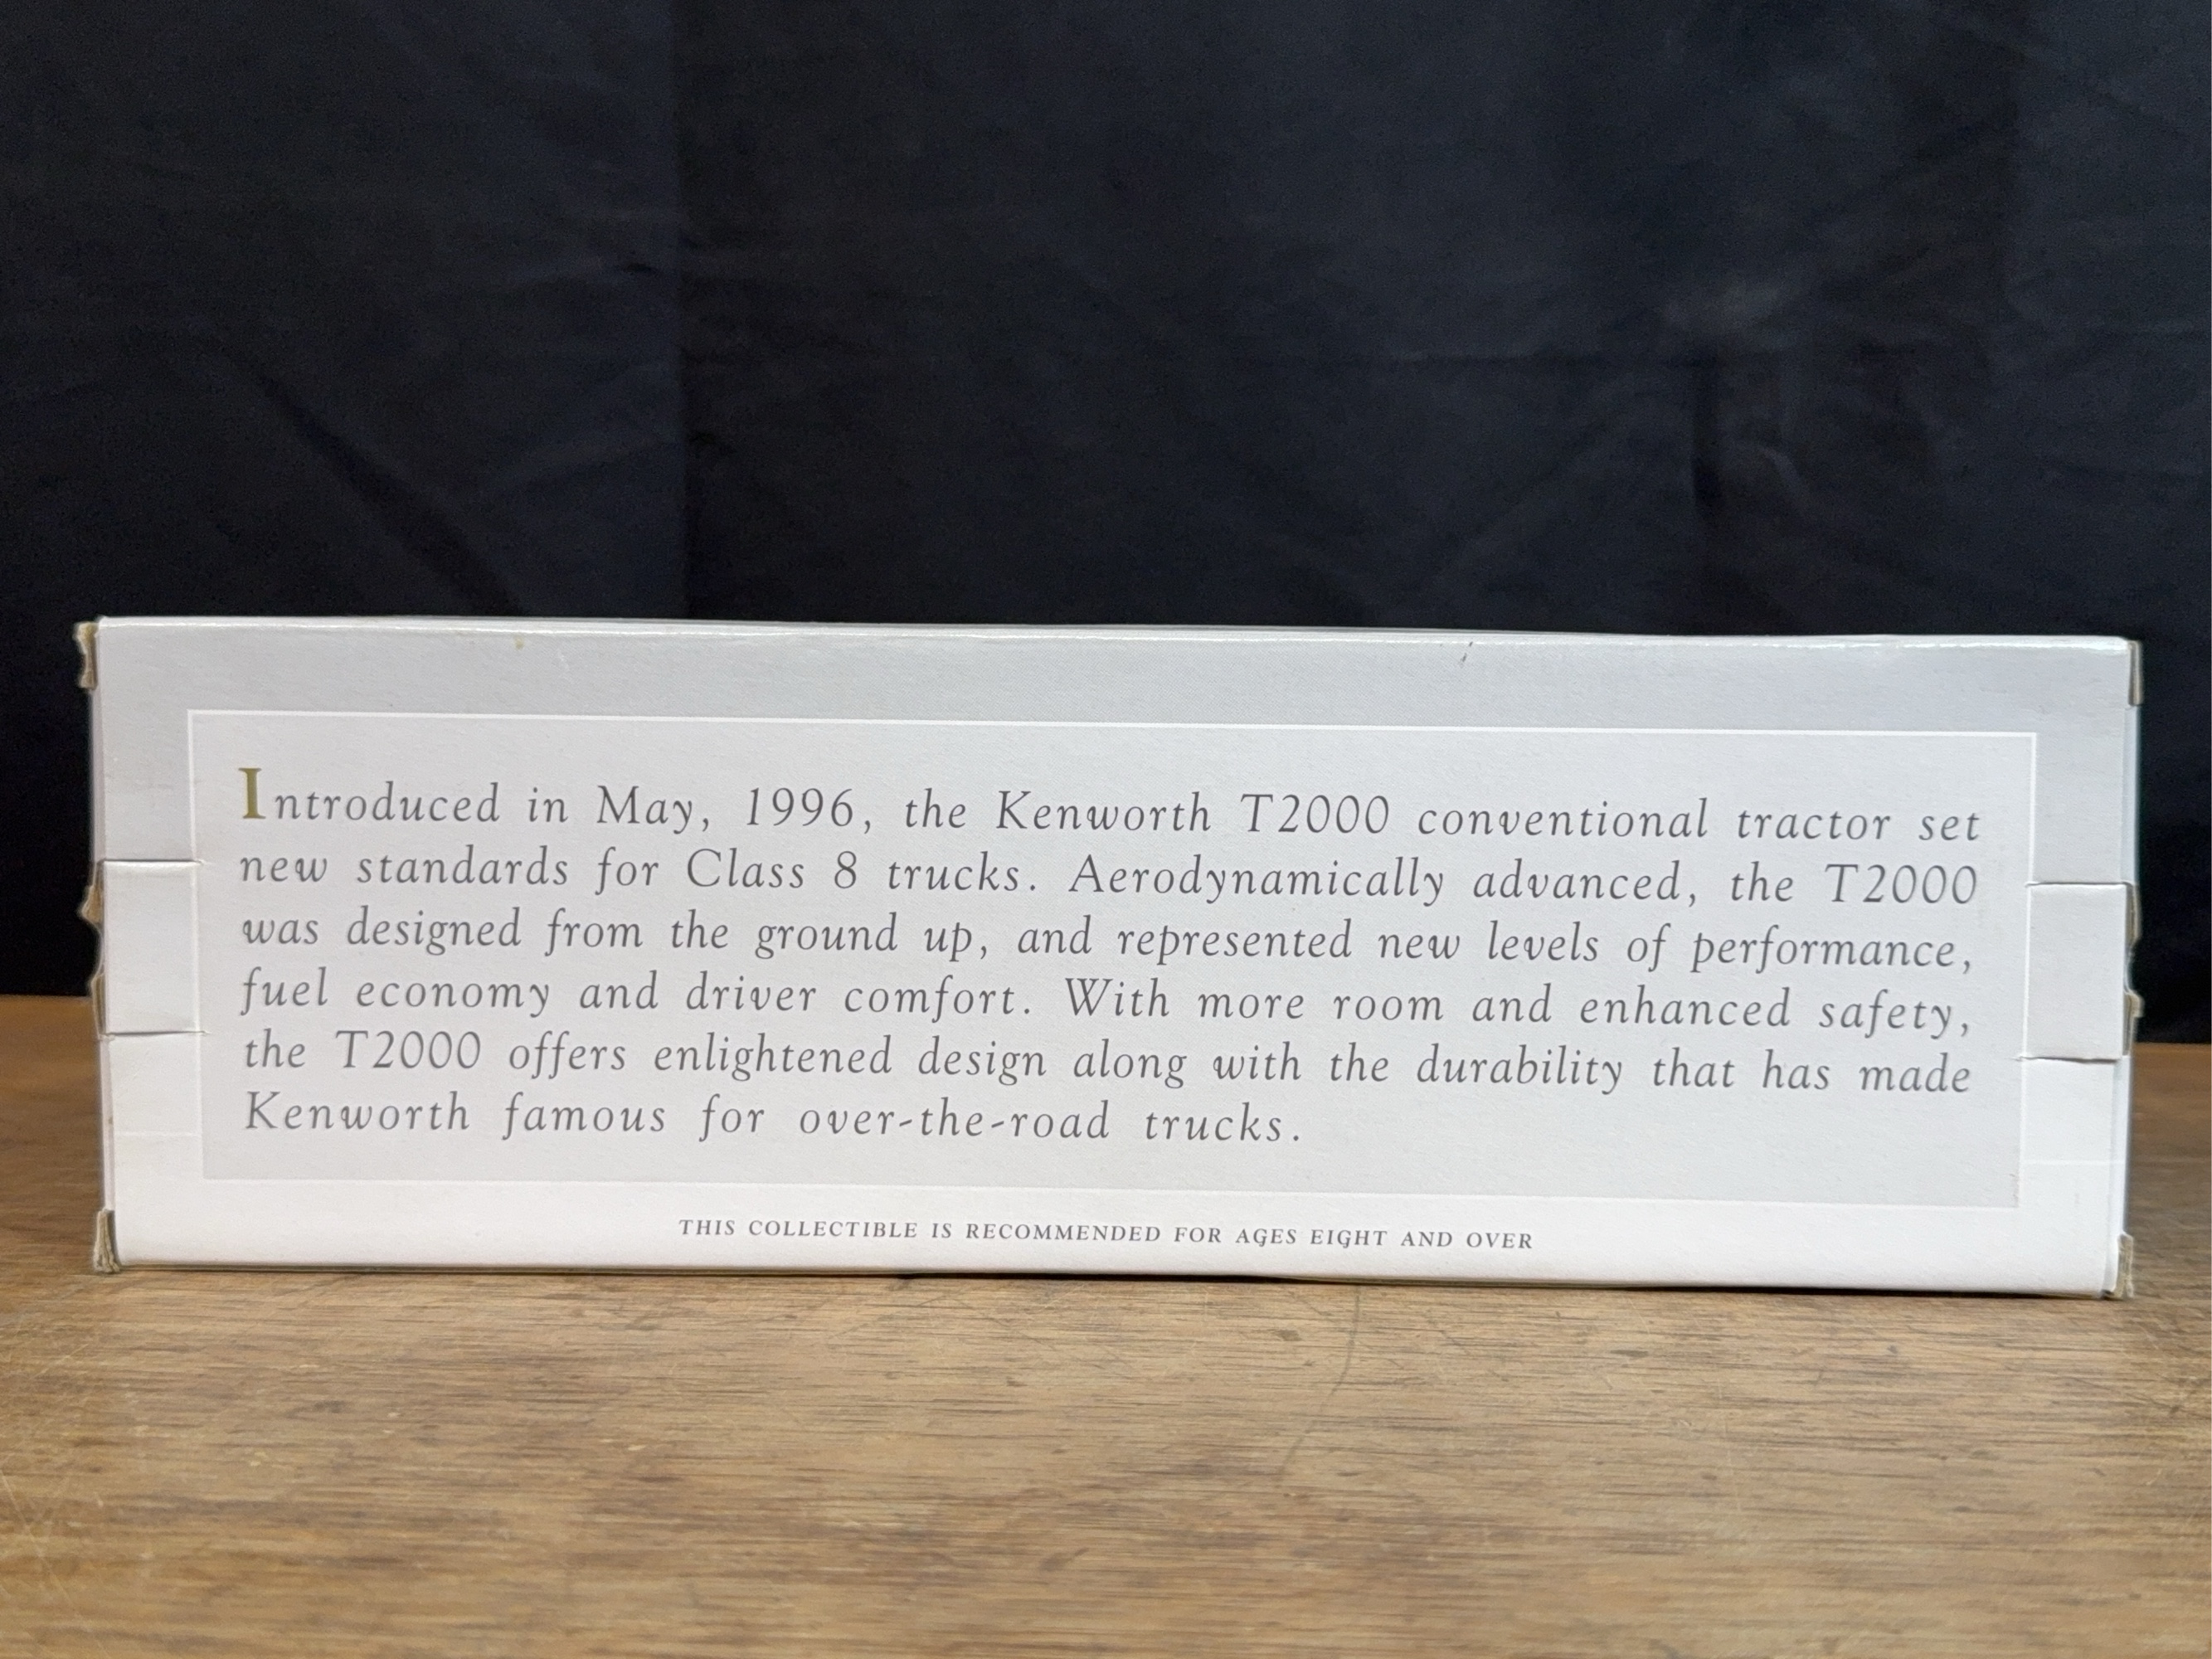 Introduced in May, 1996, the Kenworth T2000 conventional tractor set
new standards for Class 8 trucks. Aerodynamically advanced, the T2000
was designed from the ground up, and represented new levels of performance,
fuel economy and driver comfort. With more room and enhanced safety,
the T2000 offers enlightened design along with the durability that has made
Kenworth famous for over-the-road trucks.
THIS COLLECTIBLE IS RECOMMENDED FOR AGES EIGHT AND OVER